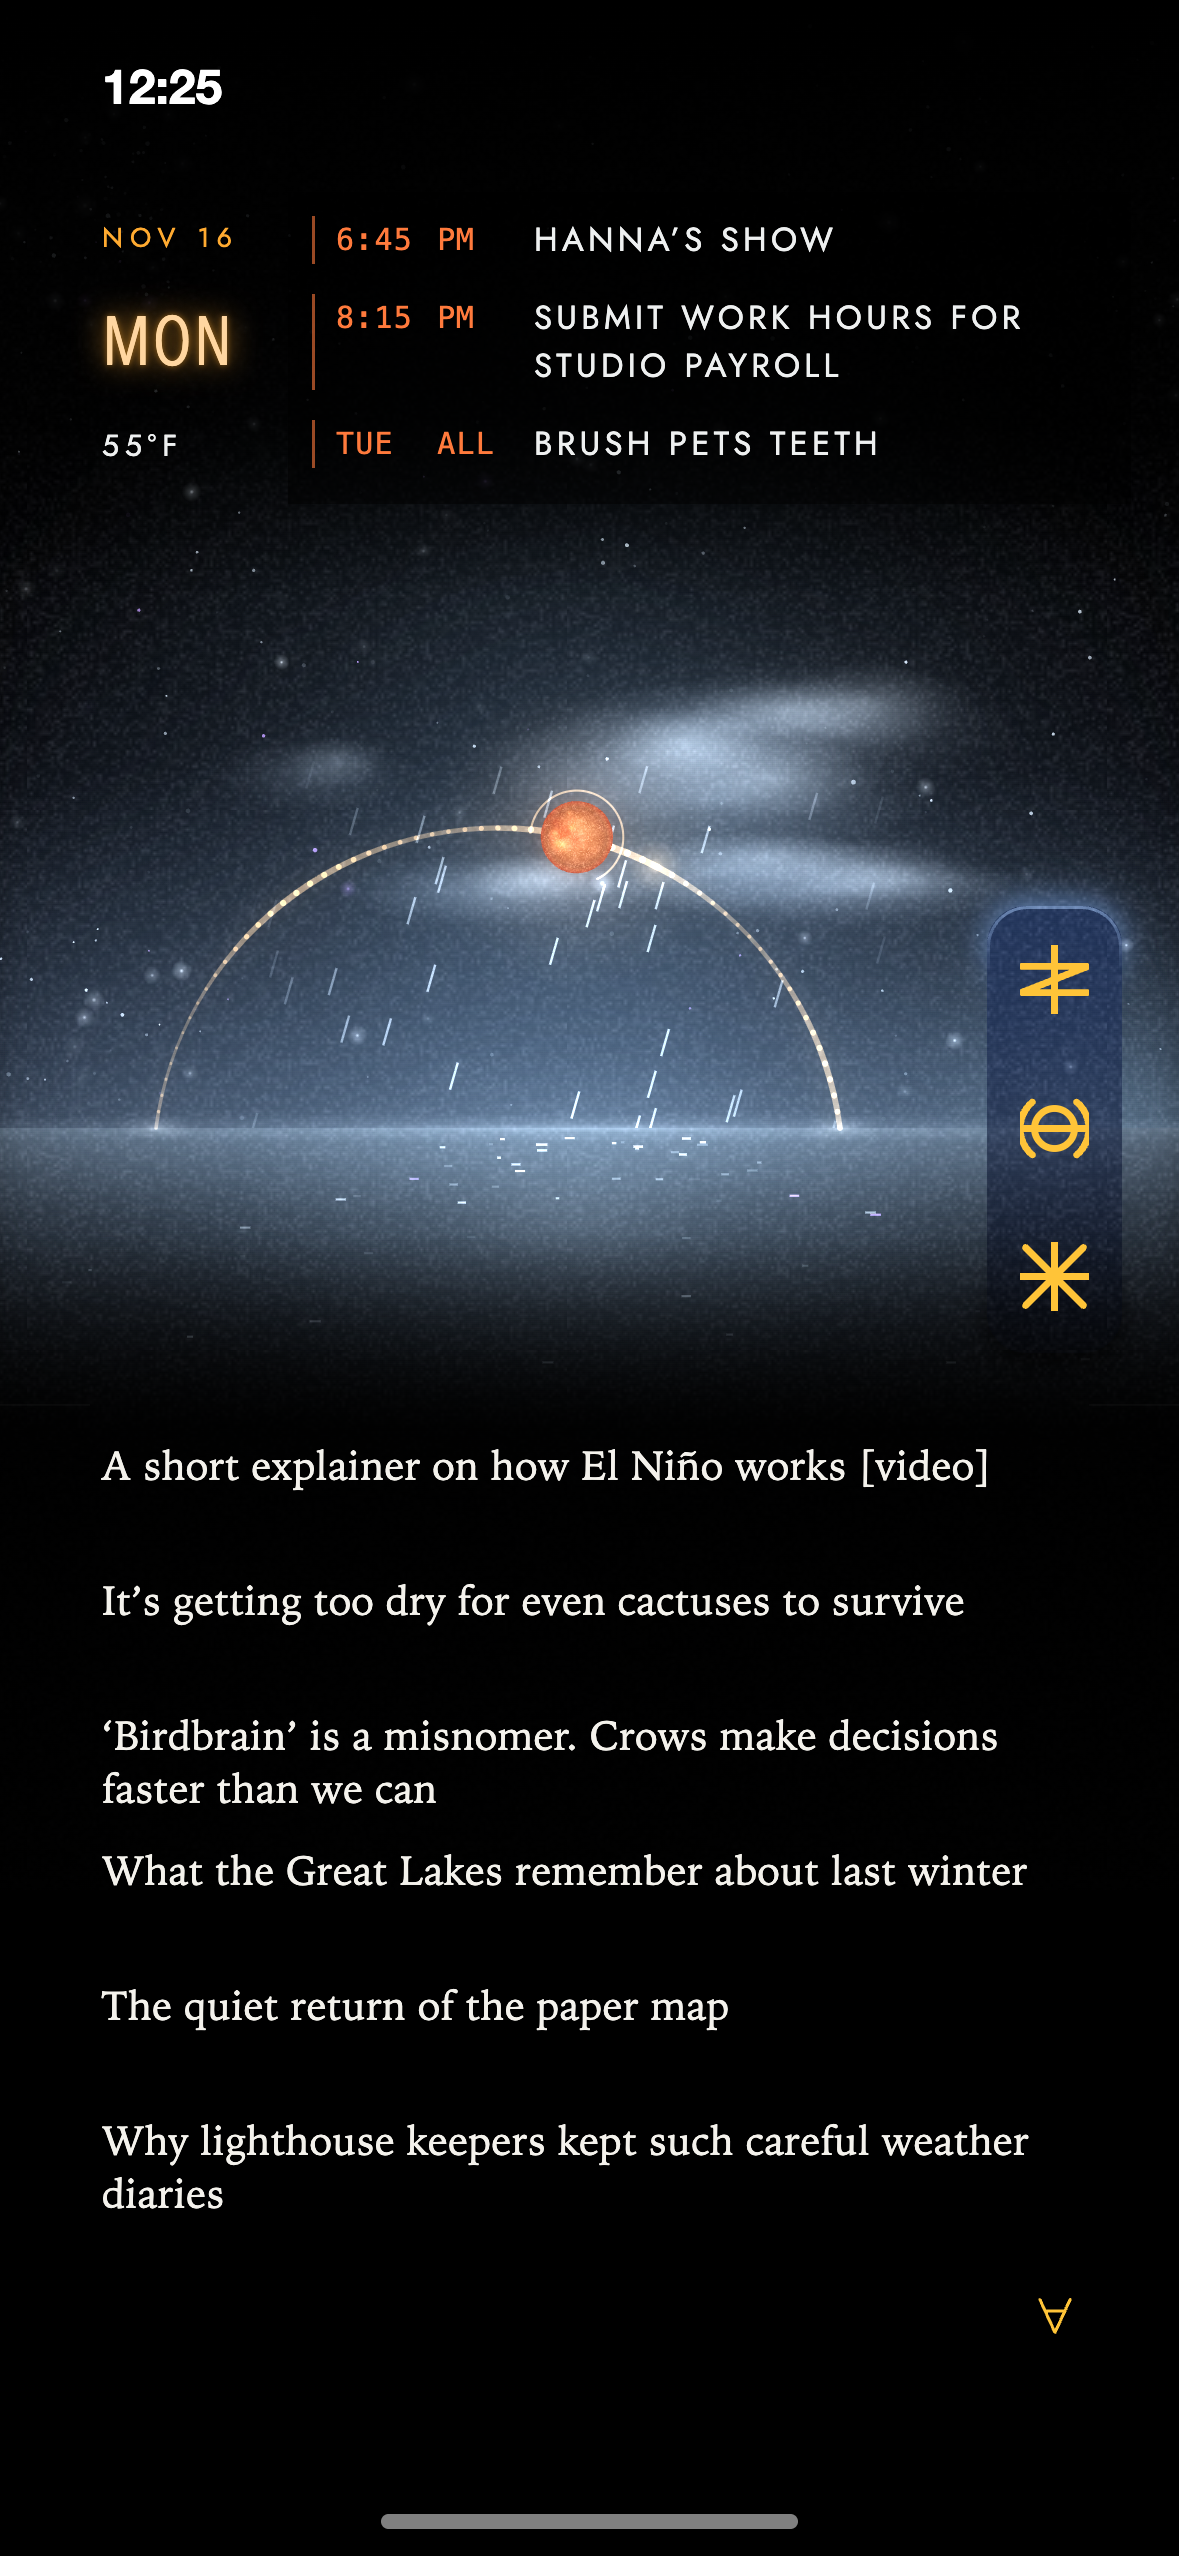 12:25
NOV 16
MON
55°F
6:45 PM HANNA’S SHOW
8:15 PM SUBMIT WORK HOURS FOR
STUDIO PAYROLL
TUE ALL BRUSH PETS TEETH
A short explainer on how El Niño works [video]
It’s getting too dry for even cactuses to survive
‘Birdbrain’ is a misnomer. Crows make decisions
faster than we can
What the Great Lakes remember about last winter
The quiet return of the paper map
Why lighthouse keepers kept such careful weather
diaries